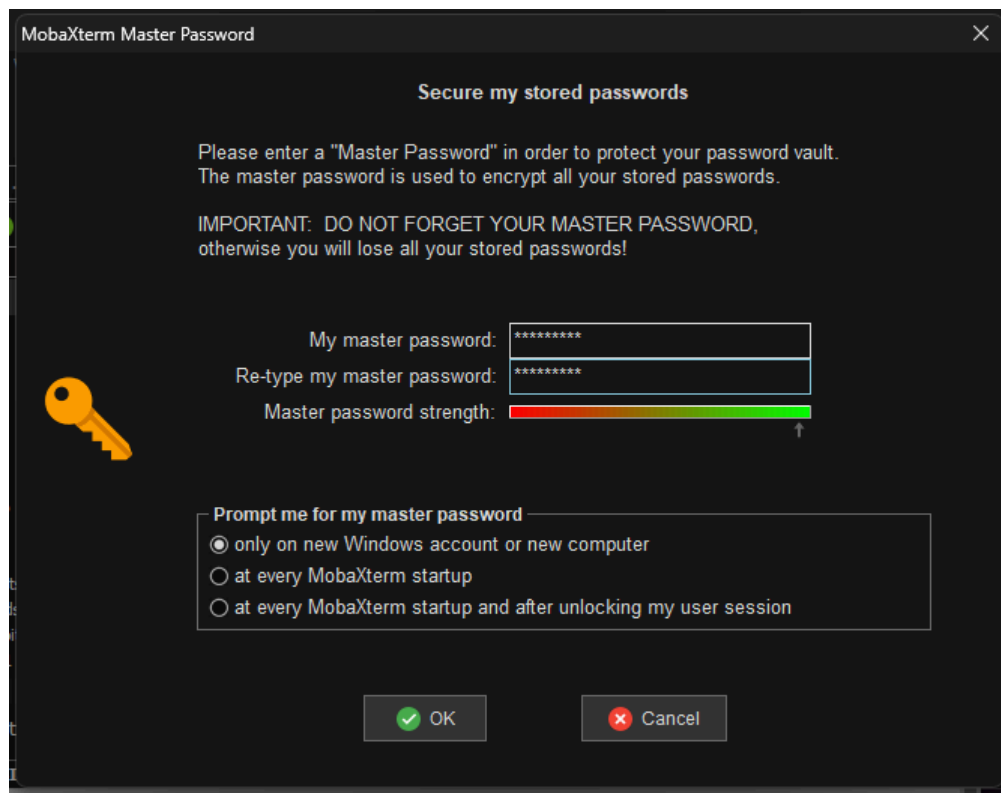 MobaXterm Master Password
Secure my stored passwords
Please enter a "Master Password" in order to protect your password vault.
The master password is used to encrypt all your stored passwords.
IMPORTANT:  DO NOT FORGET YOUR MASTER PASSWORD,
otherwise you will lose all your stored passwords!
My master password: *********
Re-type my master password: *********
Master password strength:
Prompt me for my master password
only on new Windows account or new computer
at every MobaXterm startup
at every MobaXterm startup and after unlocking my user session
OK Cancel